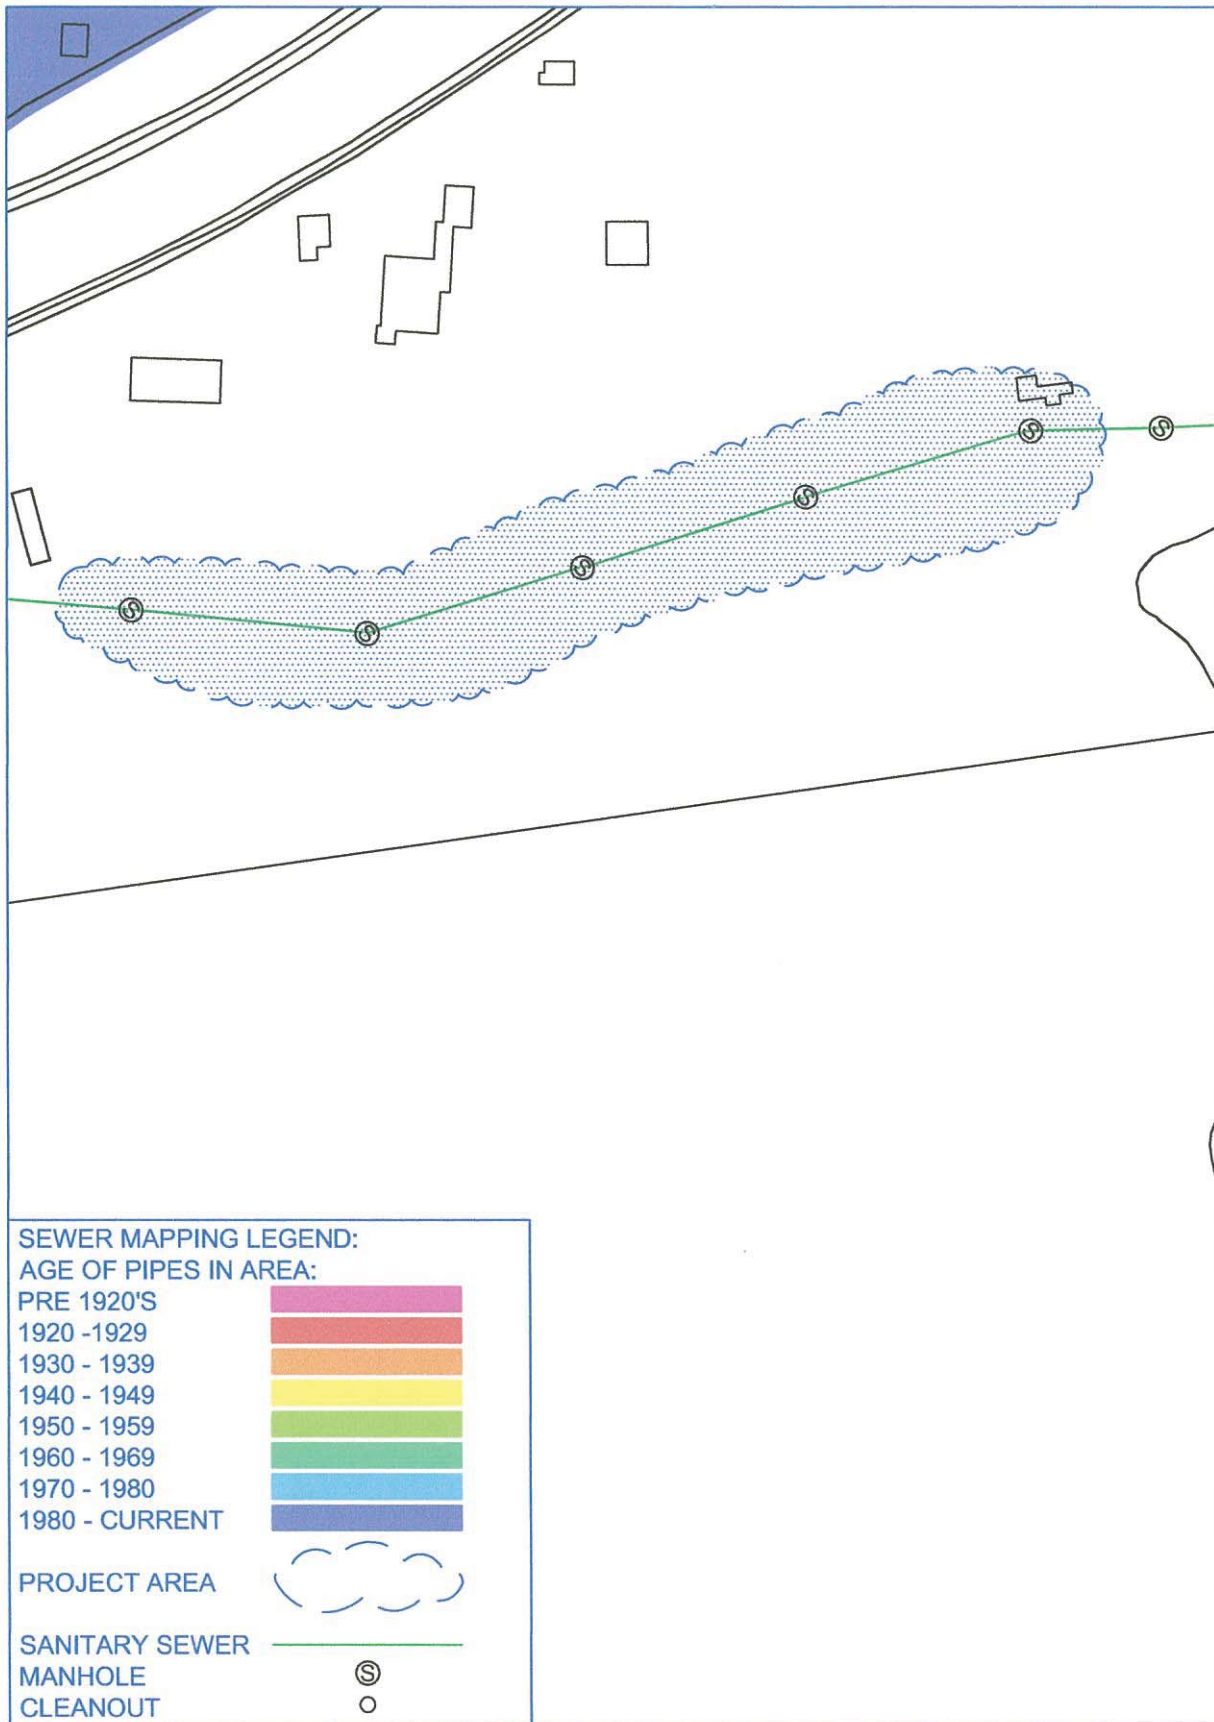 S
S
S
S
S
S
SEWER MAPPING LEGEND:
AGE OF PIPES IN AREA:
PRE 1920'S
1920 -1929
1930 - 1939
1940 - 1949
1950 - 1959
1960 - 1969
1970 - 1980
1980 - CURRENT
PROJECT AREA
SANITARY SEWER
MANHOLE S
CLEANOUT